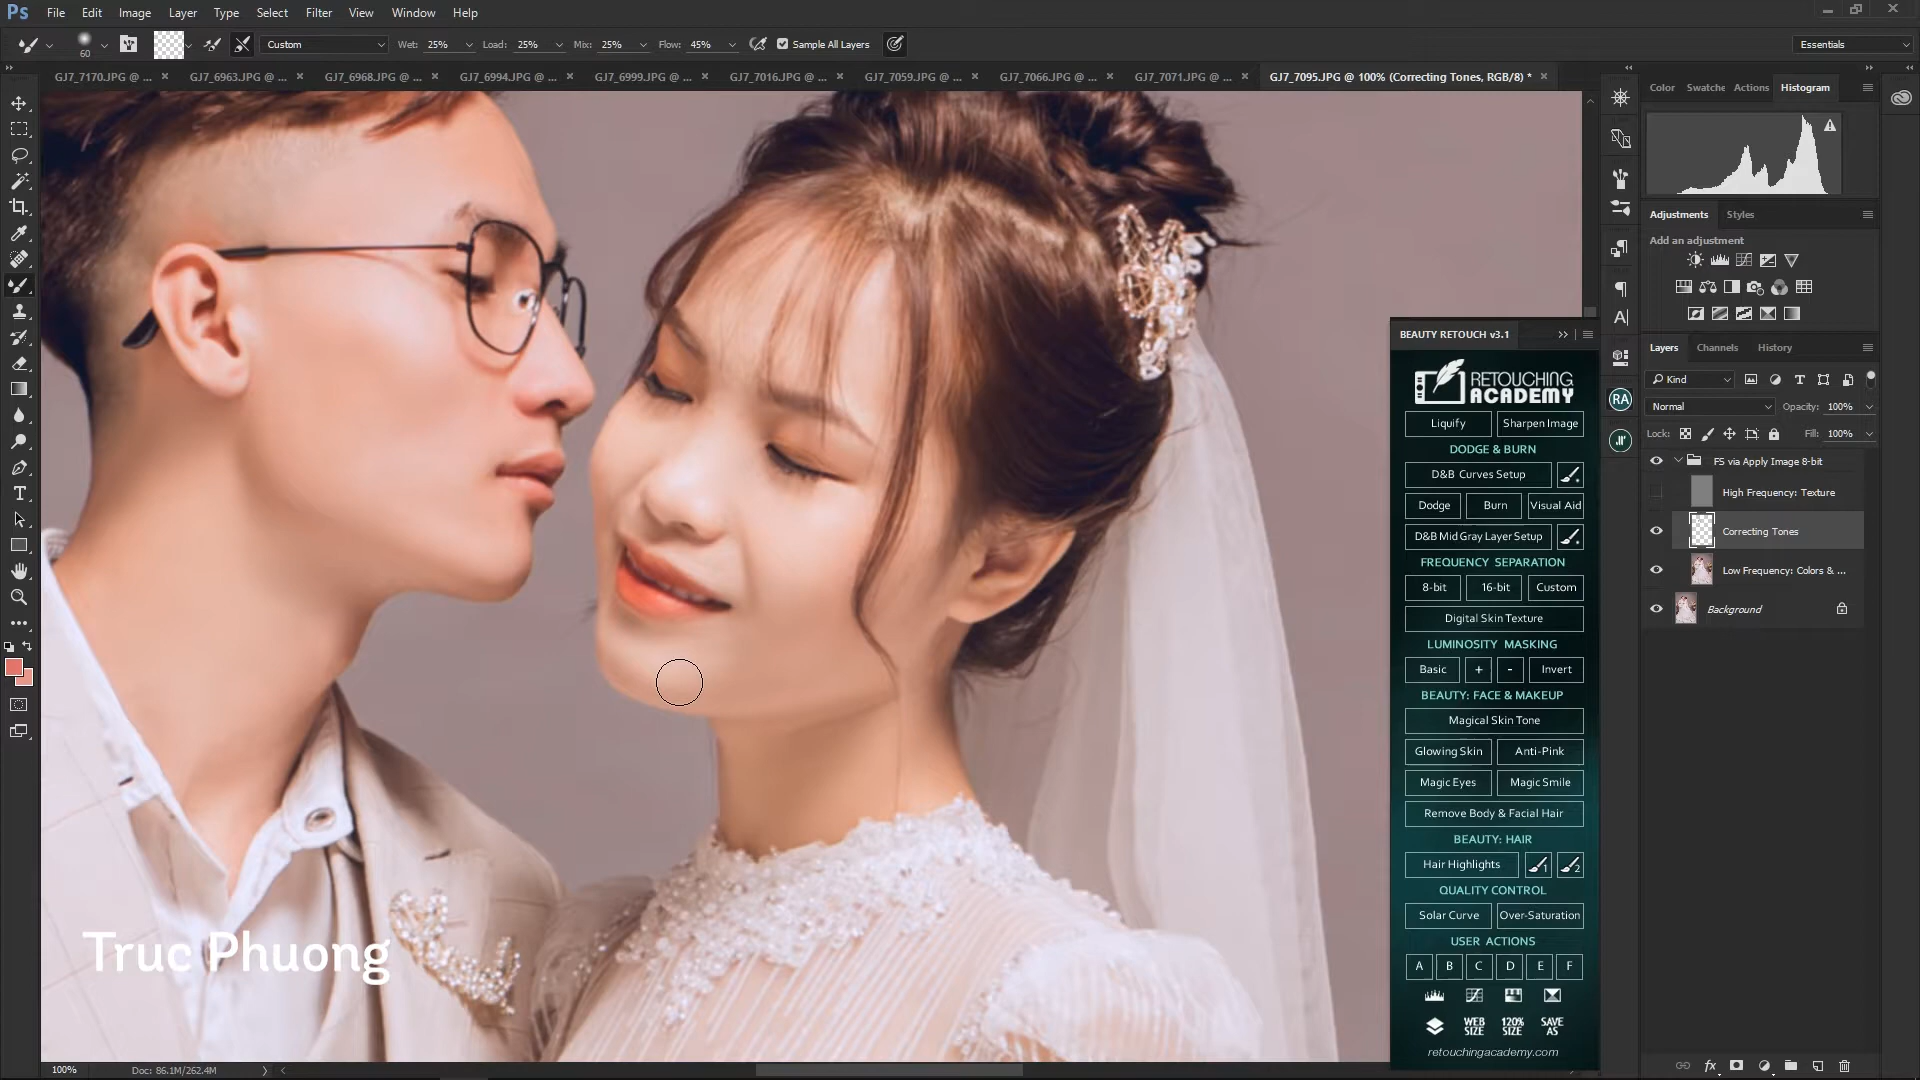 Ps File Edit Image Layer Type Select Filter View Window Help
60 Custom Wet: 25% Load: 25% Mix: 25% Flow: 45% Sample All Layers Essentials
GJ7_7170.JPG @ ... GJ7_6963.JPG @ ... GJ7_6968.JPG @ ... GJ7_6994.JPG @ ... GJ7_6999.JPG @ ... GJ7_7016.JPG @ ... GJ7_7059.JPG @ ... GJ7_7066.JPG @ ... GJ7_7071.JPG @ ... GJ7_7095.JPG @ 100% (Correcting Tones, RGB/8) *
Color Swatche Actions Histogram
Adjustments Styles
Add an adjustment
Layers Channels History
Kind
Normal Opacity: 100%
Lock: Fill: 100%
FS via Apply Image 8-bit
High Frequency: Texture
Correcting Tones
Low Frequency: Colors & ...
Background
BEAUTY RETOUCH v3.1
RETOUCHING
ACADEMY
Liquify Sharpen Image
DODGE & BURN
D&B Curves Setup
Dodge Burn Visual Aid
D&B Mid Gray Layer Setup
FREQUENCY SEPARATION
8-bit 16-bit Custom
Digital Skin Texture
LUMINOSITY MASKING
Basic + - Invert
BEAUTY: FACE & MAKEUP
Magical Skin Tone
Glowing Skin Anti-Pink
Magic Eyes Magic Smile
Remove Body & Facial Hair
BEAUTY: HAIR
Hair Highlights 1 2
QUALITY CONTROL
Solar Curve Over-Saturation
USER ACTIONS
A B C D E F
WEB SIZE 120% SIZE SAVE AS
retouchingacademy.com
RA
Truc Phuong
100% Doc: 86.1M/262.4M
fx